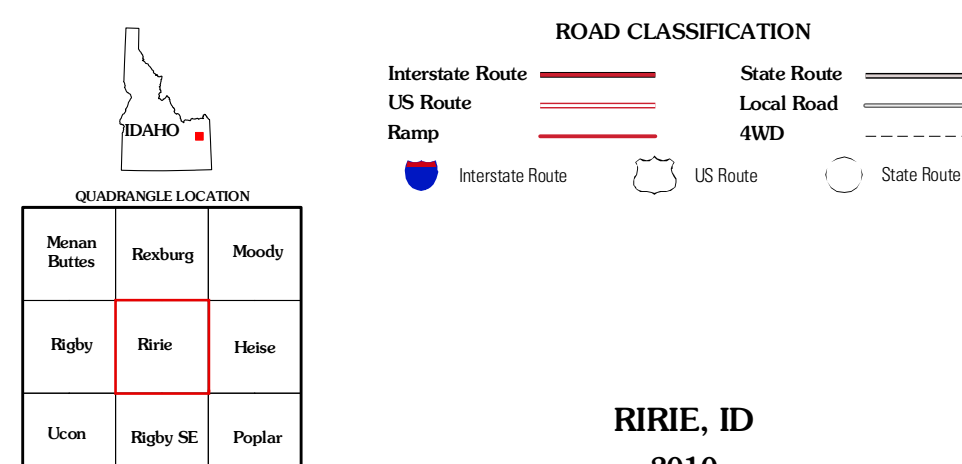 IDAHO
QUADRANGLE LOCATION
Menan
Buttes
Rexburg
Moody
Rigby
Ririe
Heise
Ucon
Rigby SE
Poplar
ROAD CLASSIFICATION
Interstate Route
State Route
US Route
Local Road
Ramp
4WD
Interstate Route
US Route
State Route
RIRIE, ID
2010